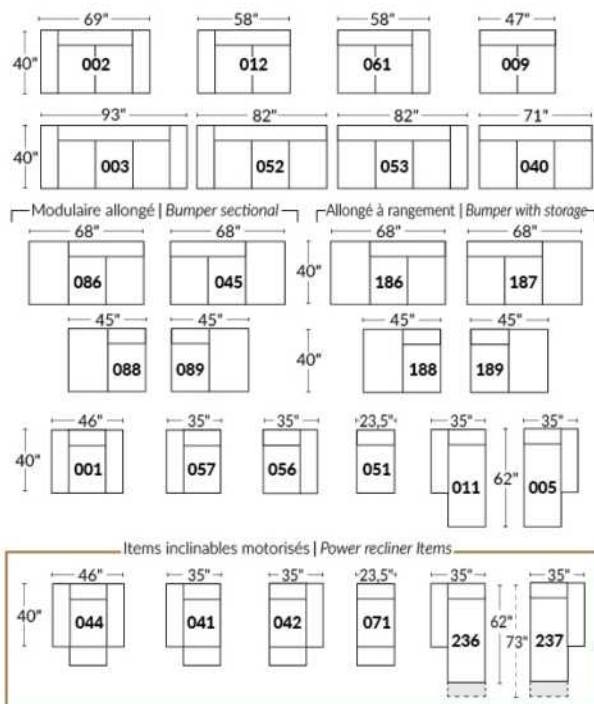 69" 58" 58" 47"
40" 002 012 061 009
93" 82" 82" 71"
40" 003 052 053 040
Modulaire allongé | Bumper sectional Allongé à rangement | Bumper with storage
68" 68" 68" 68"
086 045 40" 186 187
45" 45" 45" 45"
088 089 40" 188 189
46" 35" 35" 23,5" 35" 35"
40" 001 057 056 051 011 62" 005
Items inclinables motorisés | Power recliner Items
46" 35" 35" 23,5" 35" 35"
40" 044 041 042 071 236 62" 73" 237